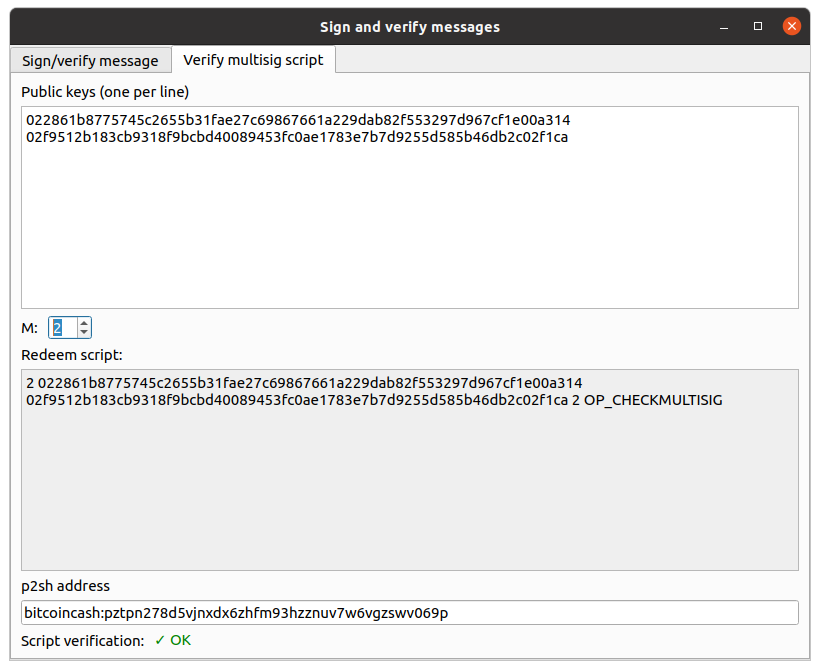 Sign and verify messages
Sign/verify message
Verify multisig script
Public keys (one per line)
022861b8775745c2655b31fae27c69867661a229dab82f553297d967cf1e00a314
02f9512b183cb9318f9bcbd40089453fc0ae1783e7b7d9255d585b46db2c02f1ca
M: 2
Redeem script:
2 022861b8775745c2655b31fae27c69867661a229dab82f553297d967cf1e00a314
02f9512b183cb9318f9bcbd40089453fc0ae1783e7b7d9255d585b46db2c02f1ca 2 OP_CHECKMULTISIG
p2sh address
bitcoincash:pztpn278d5vjnxdx6zhfm93hzznuv7w6vgzswv069p
Script verification: ✓ OK